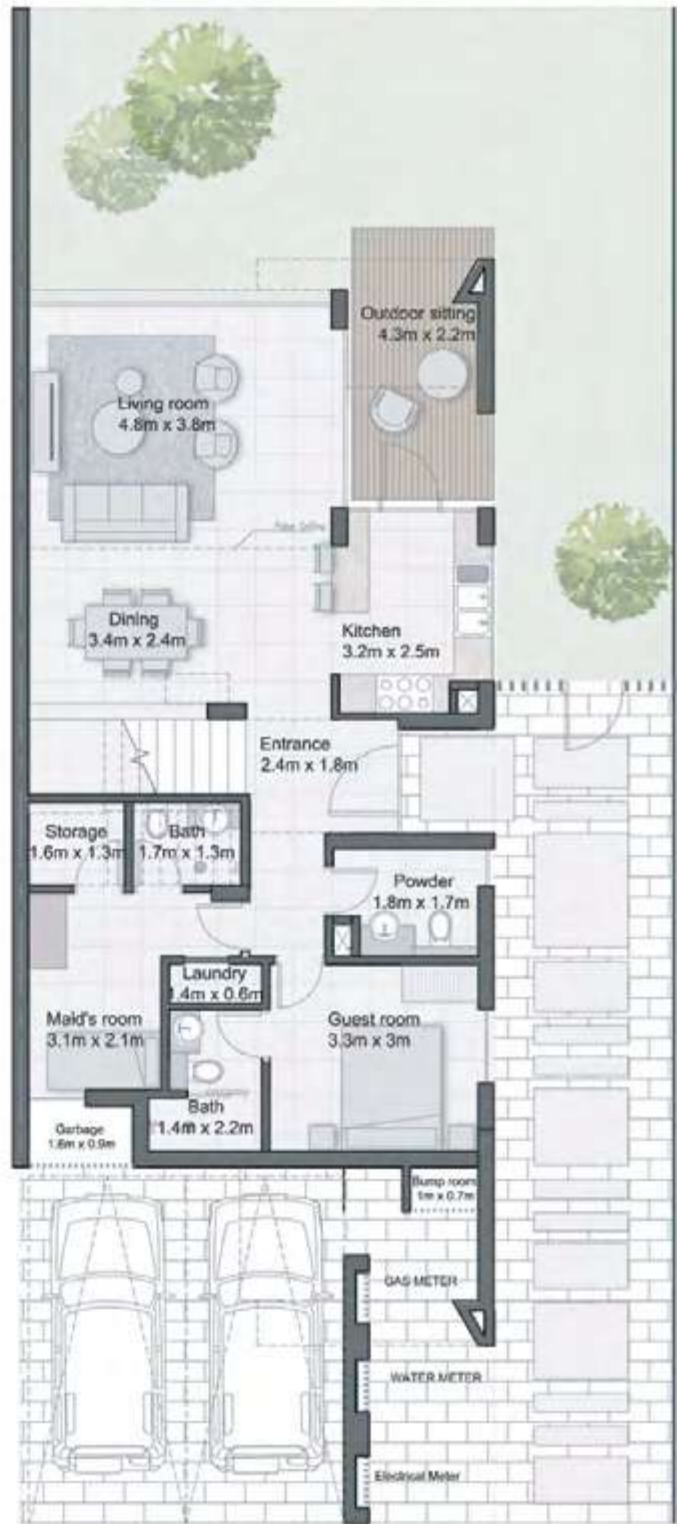 Outdoor sitting
4.3m x 2.2m
Living room
4.8m x 3.8m
Dining
3.4m x 2.4m
Kitchen
3.2m x 2.5m
Entrance
2.4m x 1.8m
Storage
1.6m x 1.3m
Bath
1.7m x 1.3m
Powder
1.8m x 1.7m
Laundry
1.4m x 0.6m
Maid's room
3.1m x 2.1m
Guest room
3.3m x 3m
Bath
1.4m x 2.2m
Garbage
1.6m x 0.9m
Bump room
1m x 0.7m
GAS METER
WATER METER
Electrical Meter